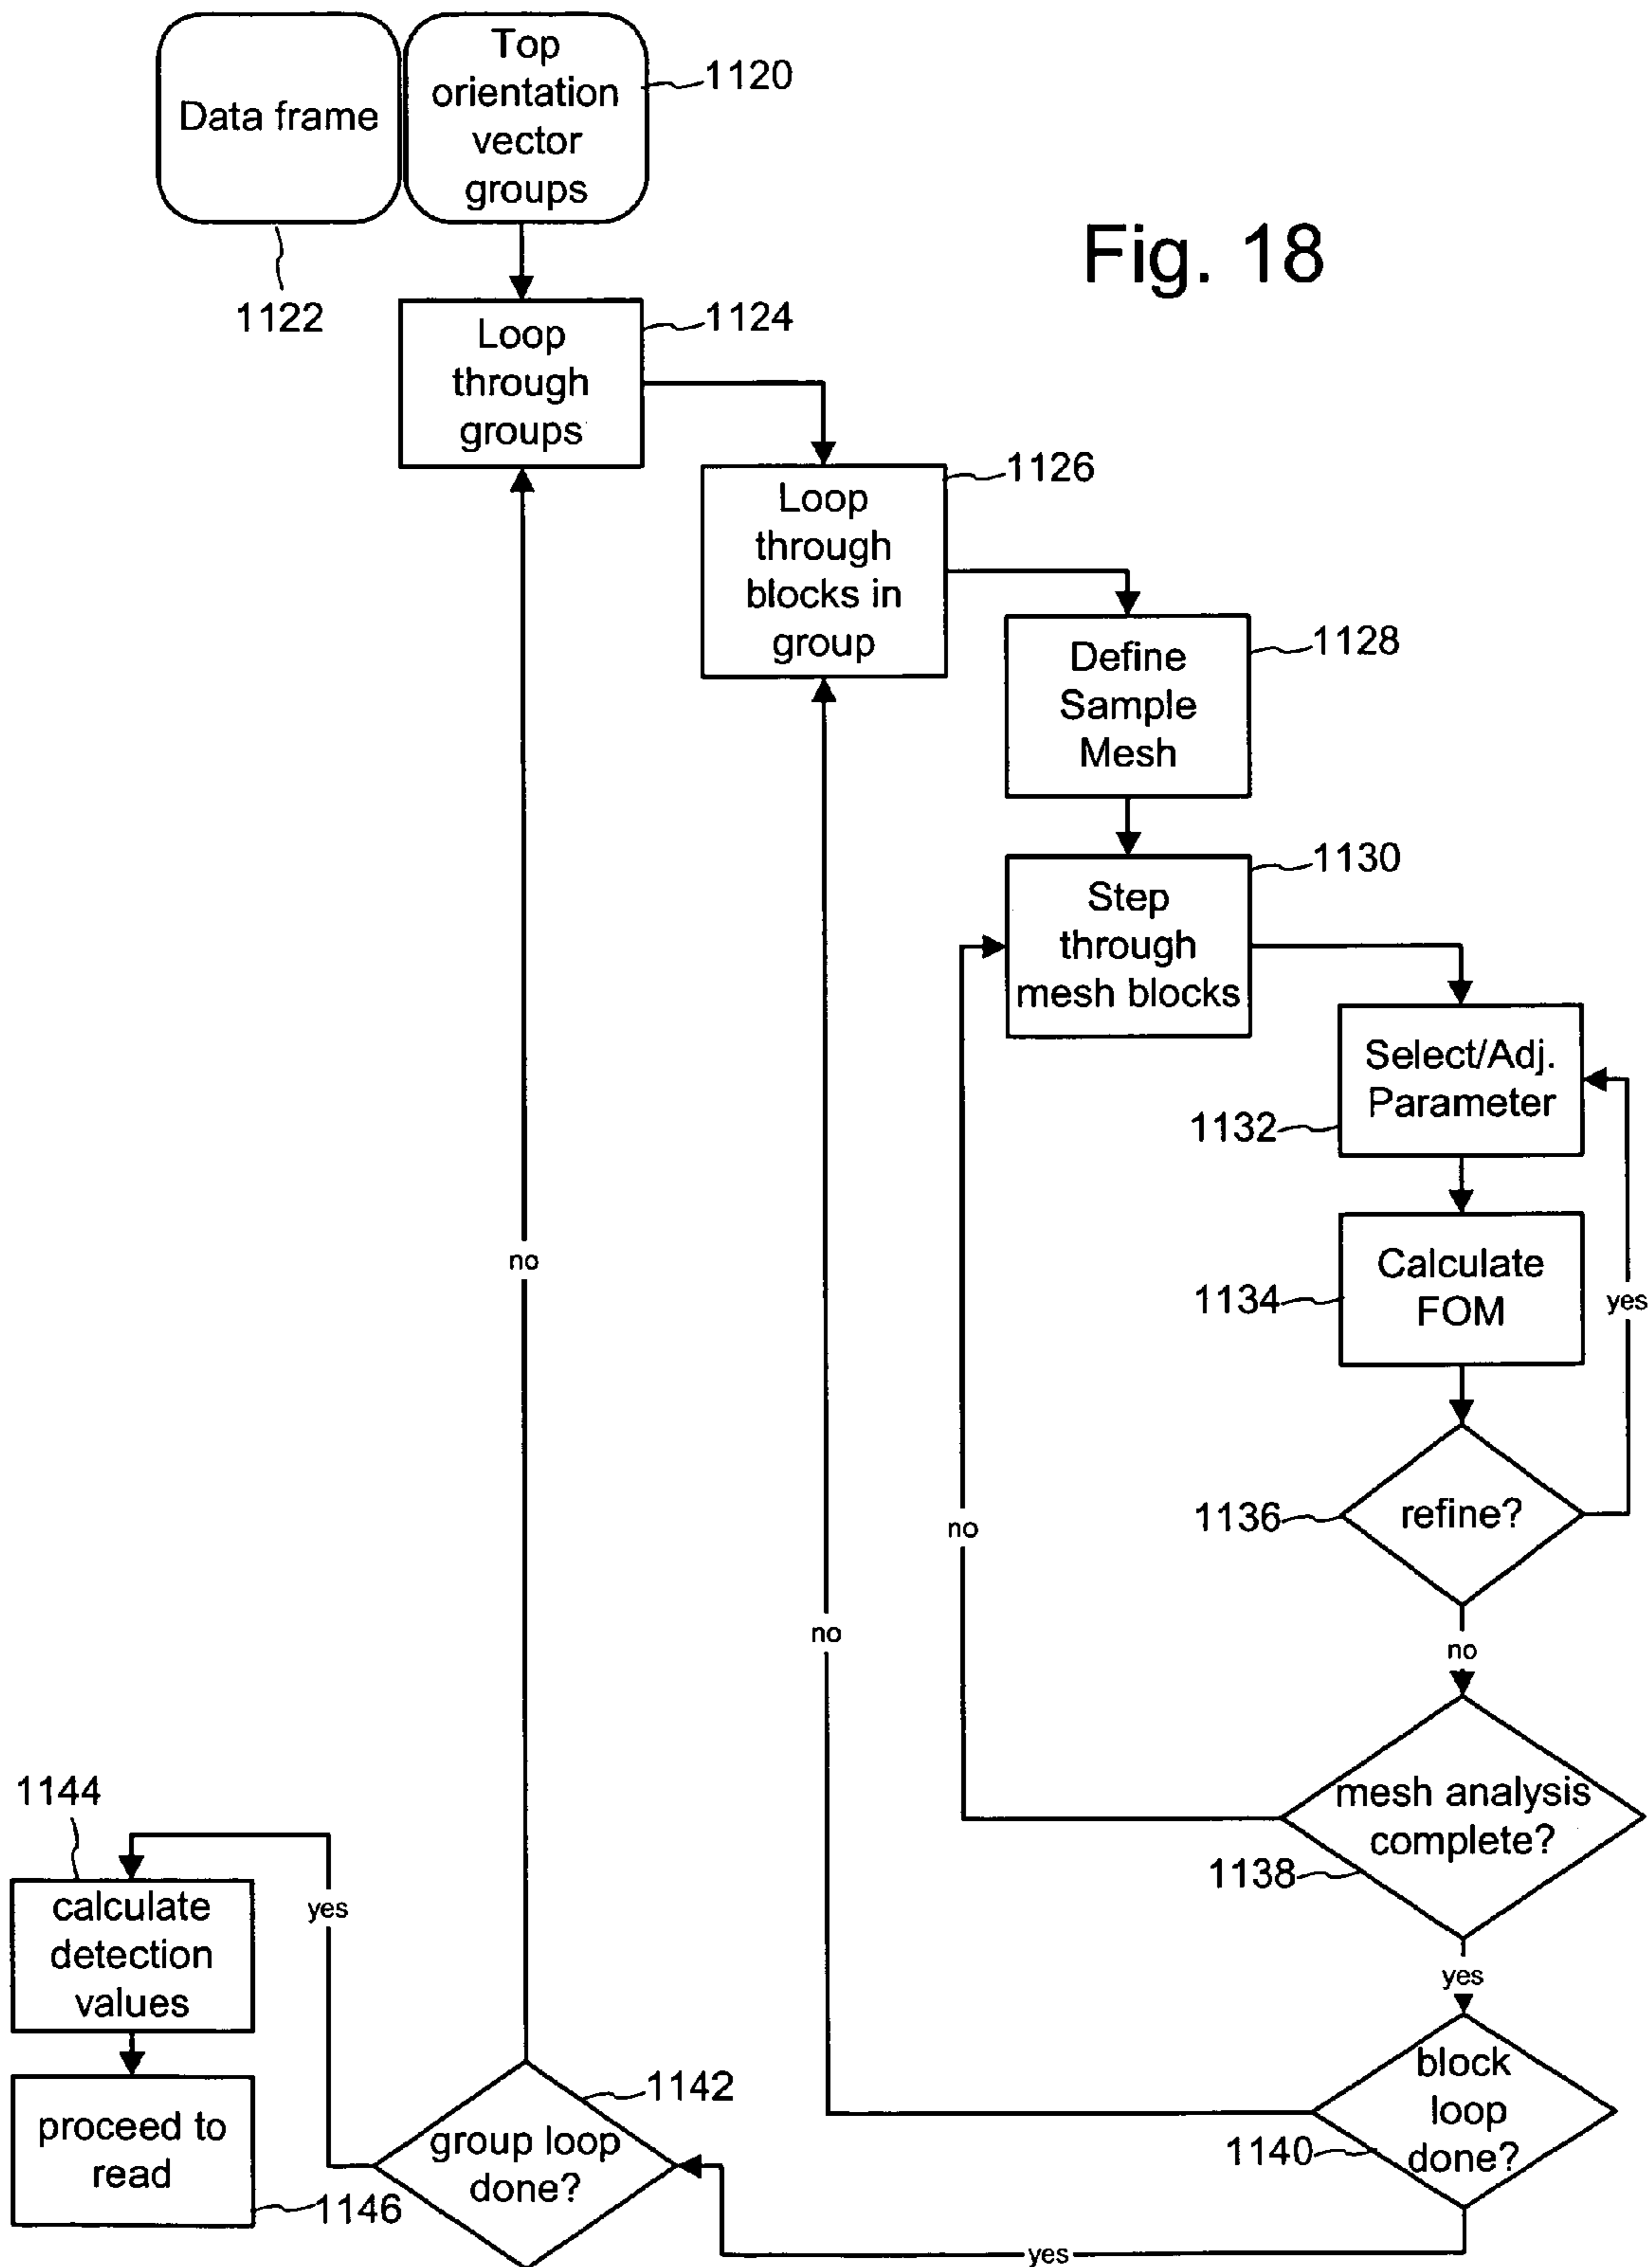 Data frame
Top
orientation
vector
groups
1120
1122
Fig. 18
Loop
through
groups
1124
Loop
through
blocks in
group
1126
Define
Sample
Mesh
1128
Step
through
mesh blocks
1130
Select/Adj.
Parameter
1132
Calculate
FOM
1134
yes
no
refine?
1136
no
no
no
mesh analysis
complete?
1138
yes
1144
calculate
detection
values
yes
block
loop
done?
1140
group loop
done?
1142
proceed to
read
1146
yes